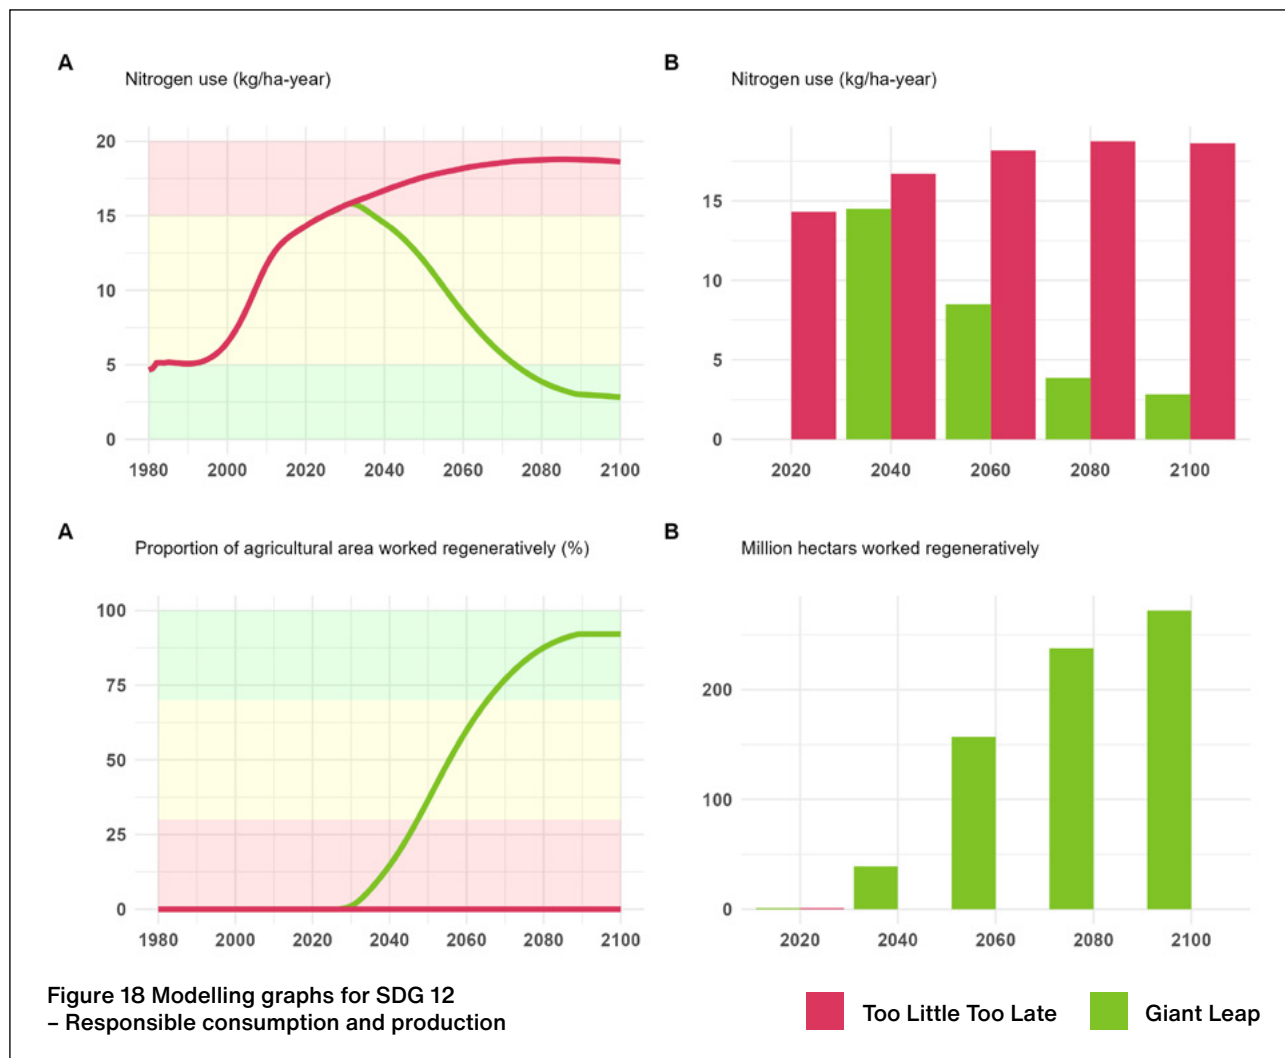 A
Nitrogen use (kg/ha-year)
20
15
10
5
0
1980 2000 2020 2040 2060 2080 2100
B
Nitrogen use (kg/ha-year)
15
10
5
0
2020 2040 2060 2080 2100
A
Proportion of agricultural area worked regeneratively (%)
100
75
50
25
0
1980 2000 2020 2040 2060 2080 2100
B
Million hectars worked regeneratively
200
100
0
2020 2040 2060 2080 2100
Figure 18 Modelling graphs for SDG 12
– Responsible consumption and production
Too Little Too Late Giant Leap